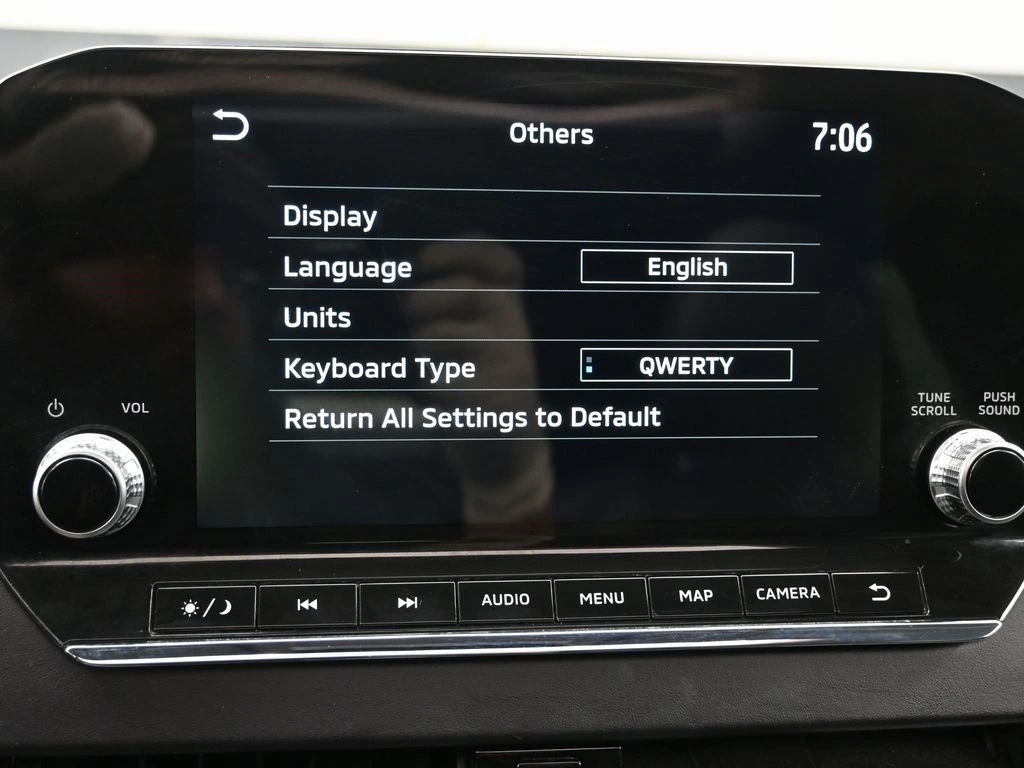 Others
7:06
Display
Language
English
Units
Keyboard Type
QWERTY
Return All Settings to Default
VOL
TUNE
SCROLL
PUSH
SOUND
AUDIO
MENU
MAP
CAMERA